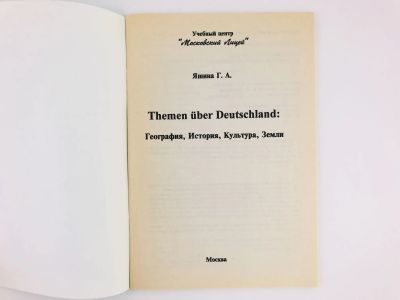 Учебный центр
"Московский Лицей"
Яшина Г. А.
Themen über Deutschland:
География, История, Культура, Земли
Москва